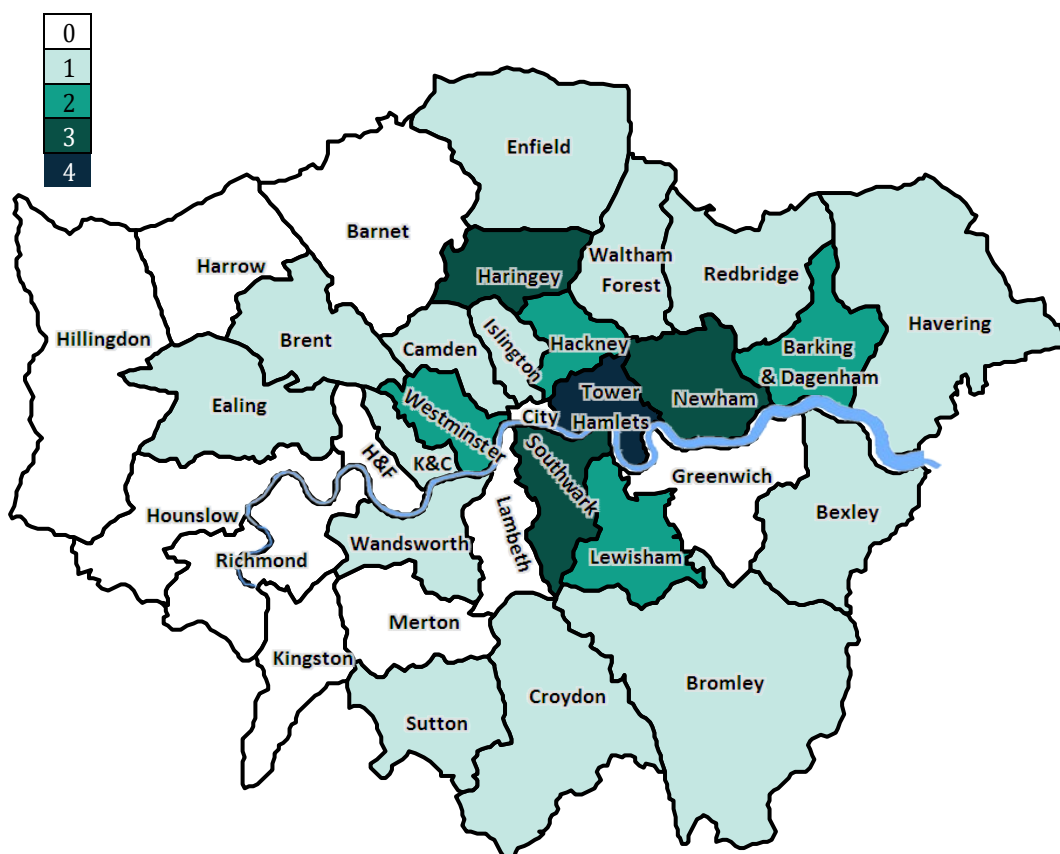 0
1
2
3
4
Enfield
Barnet
Harrow
Haringey
Waltham
Forest
Redbridge
Havering
Hillingdon
Brent
Camden
Islington
Hackney
Barking
& Dagenham
Ealing
Westminster
City
Tower
Hamlets
Newham
H&F
K&C
Southwark
Greenwich
Hounslow
Lambeth
Bexley
Richmond
Wandsworth
Lewisham
Merton
Kingston
Sutton
Croydon
Bromley